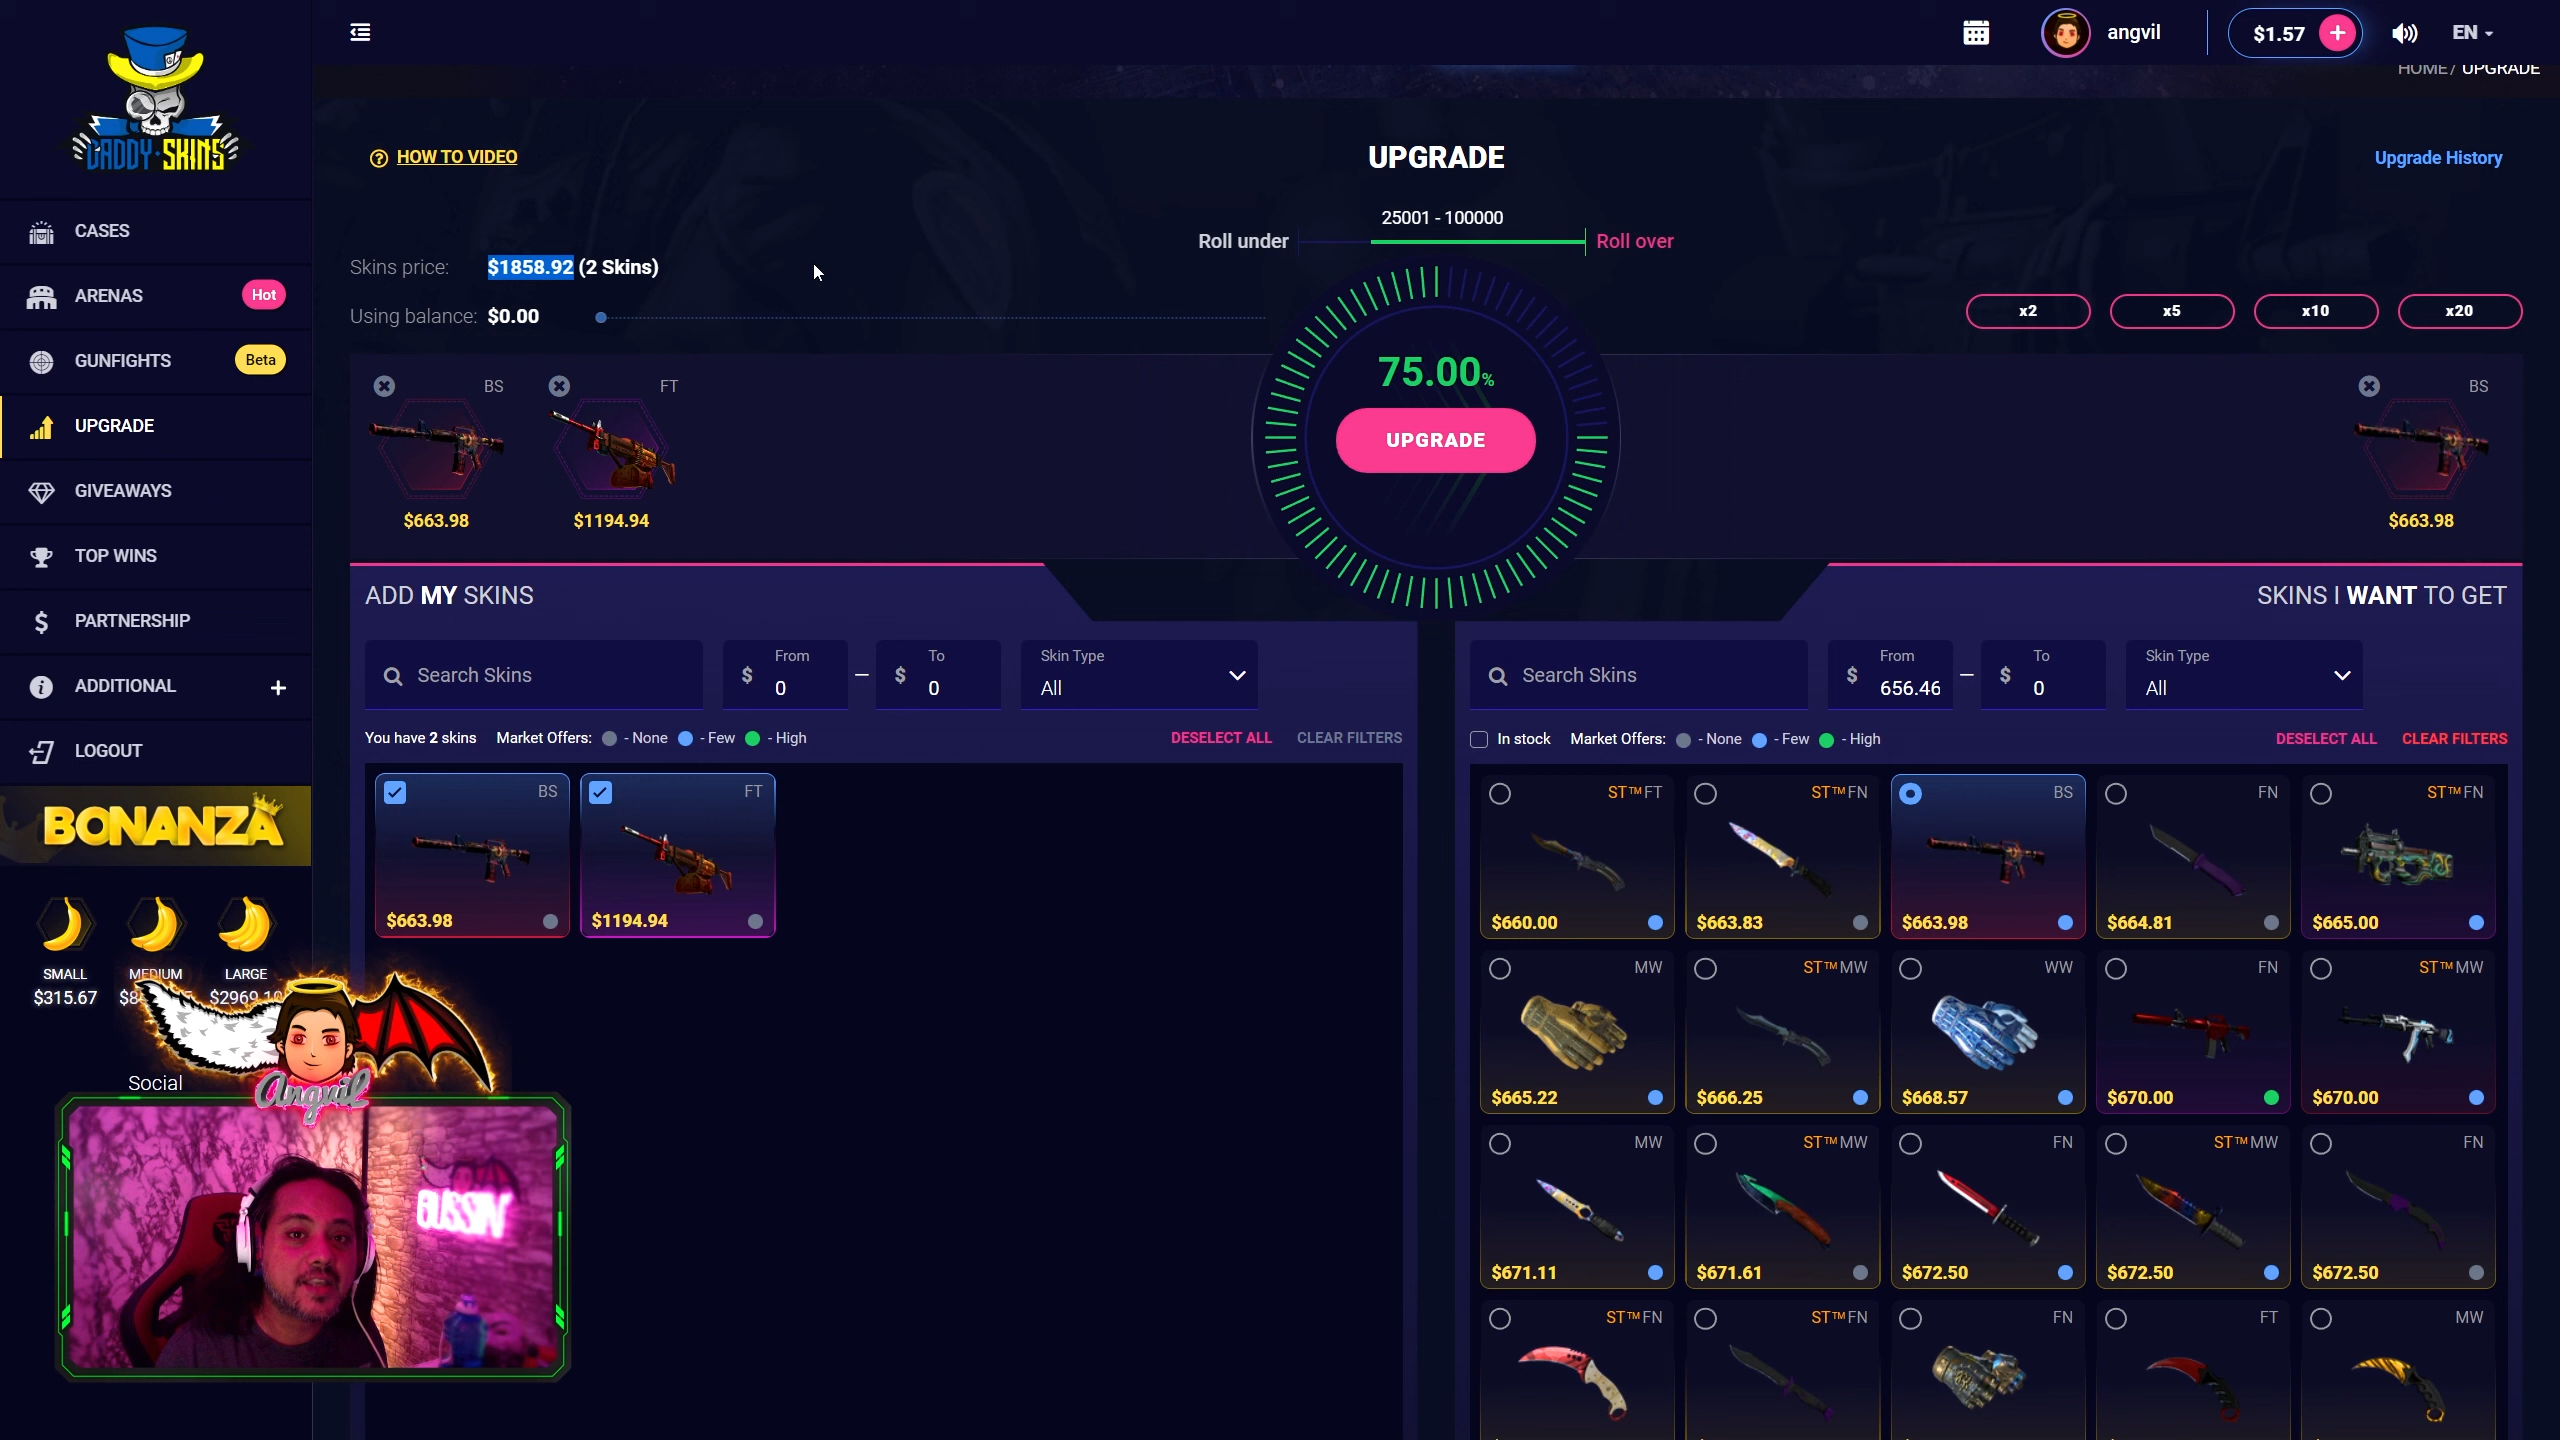 angvil
$1.57
EN
HOME / UPGRADE
DADDY SKINS
CASES
ARENAS
Hot
GUNFIGHTS
Beta
UPGRADE
GIVEAWAYS
TOP WINS
PARTNERSHIP
ADDITIONAL
LOGOUT
BONANZA
SMALL
MEDIUM
LARGE
$315.67
Social
Angvil
BUSSIN'
HOW TO VIDEO
UPGRADE
Upgrade History
25001 - 100000
Roll under
Roll over
Skins price: $1858.92 (2 Skins)
Using balance: $0.00
x2 x5 x10 x20
75.00%
UPGRADE
BS
$663.98
FT
$1194.94
BS
$663.98
ADD MY SKINS
Search Skins
$ From 0 – $ To 0
Skin Type All
You have 2 skins Market Offers: - None - Few - High
DESELECT ALL CLEAR FILTERS
BS
$663.98
FT
$1194.94
SKINS I WANT TO GET
Search Skins
$ From 656.46 – $ To 0
Skin Type All
In stock Market Offers: - None - Few - High
DESELECT ALL CLEAR FILTERS
ST™ FT ST™ FN BS FN ST™ FN
$660.00 $663.83 $663.98 $664.81 $665.00
MW ST™ MW WW FN ST™ MW
$665.22 $666.25 $668.57 $670.00 $670.00
MW ST™ MW FN ST™ MW FN
$671.11 $671.61 $672.50 $672.50 $672.50
ST™ FN ST™ FN FN FT MW